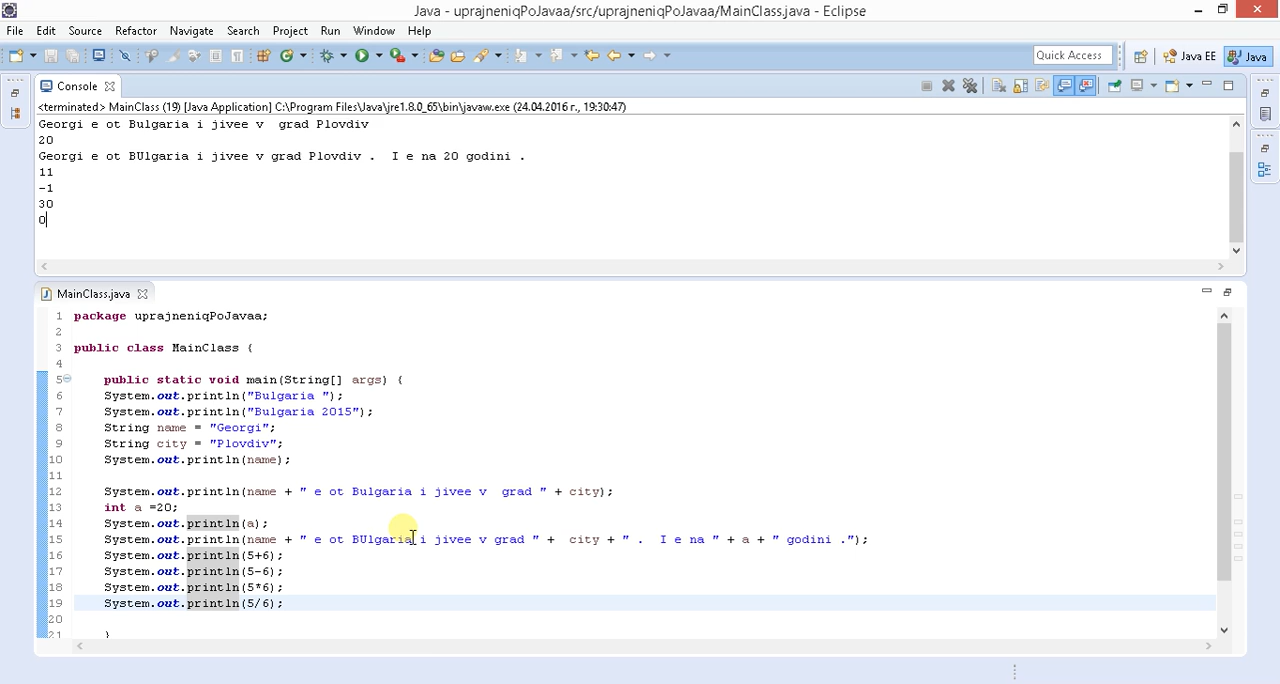 Java - uprajneniqPoJavaa/src/uprajneniqPoJavaa/MainClass.java - Eclipse
File Edit Source Refactor Navigate Search Project Run Window Help
Quick Access
Java EE
Java
Console
<terminated> MainClass (19) [Java Application] C:\Program Files\Java\jre1.8.0_65\bin\javaw.exe (24.04.2016 г., 19:30:47)
Georgi e ot Bulgaria i jivee v  grad Plovdiv
20
Georgi e ot BUlgaria i jivee v grad Plovdiv .  I e na 20 godini .
11
-1
30
0
MainClass.java
1 package uprajneniqPoJavaa;
2
3 public class MainClass {
4
5     public static void main(String[] args) {
6     System.out.println("Bulgaria ");
7     System.out.println("Bulgaria 2015");
8     String name = "Georgi";
9     String city = "Plovdiv";
10     System.out.println(name);
11
12     System.out.println(name + " e ot Bulgaria i jivee v  grad " + city);
13     int a =20;
14     System.out.println(a);
15     System.out.println(name + " e ot BUlgaria i jivee v grad " +  city + " .  I e na " + a + " godini .");
16     System.out.println(5+6);
17     System.out.println(5-6);
18     System.out.println(5*6);
19     System.out.println(5/6);
20
21     }